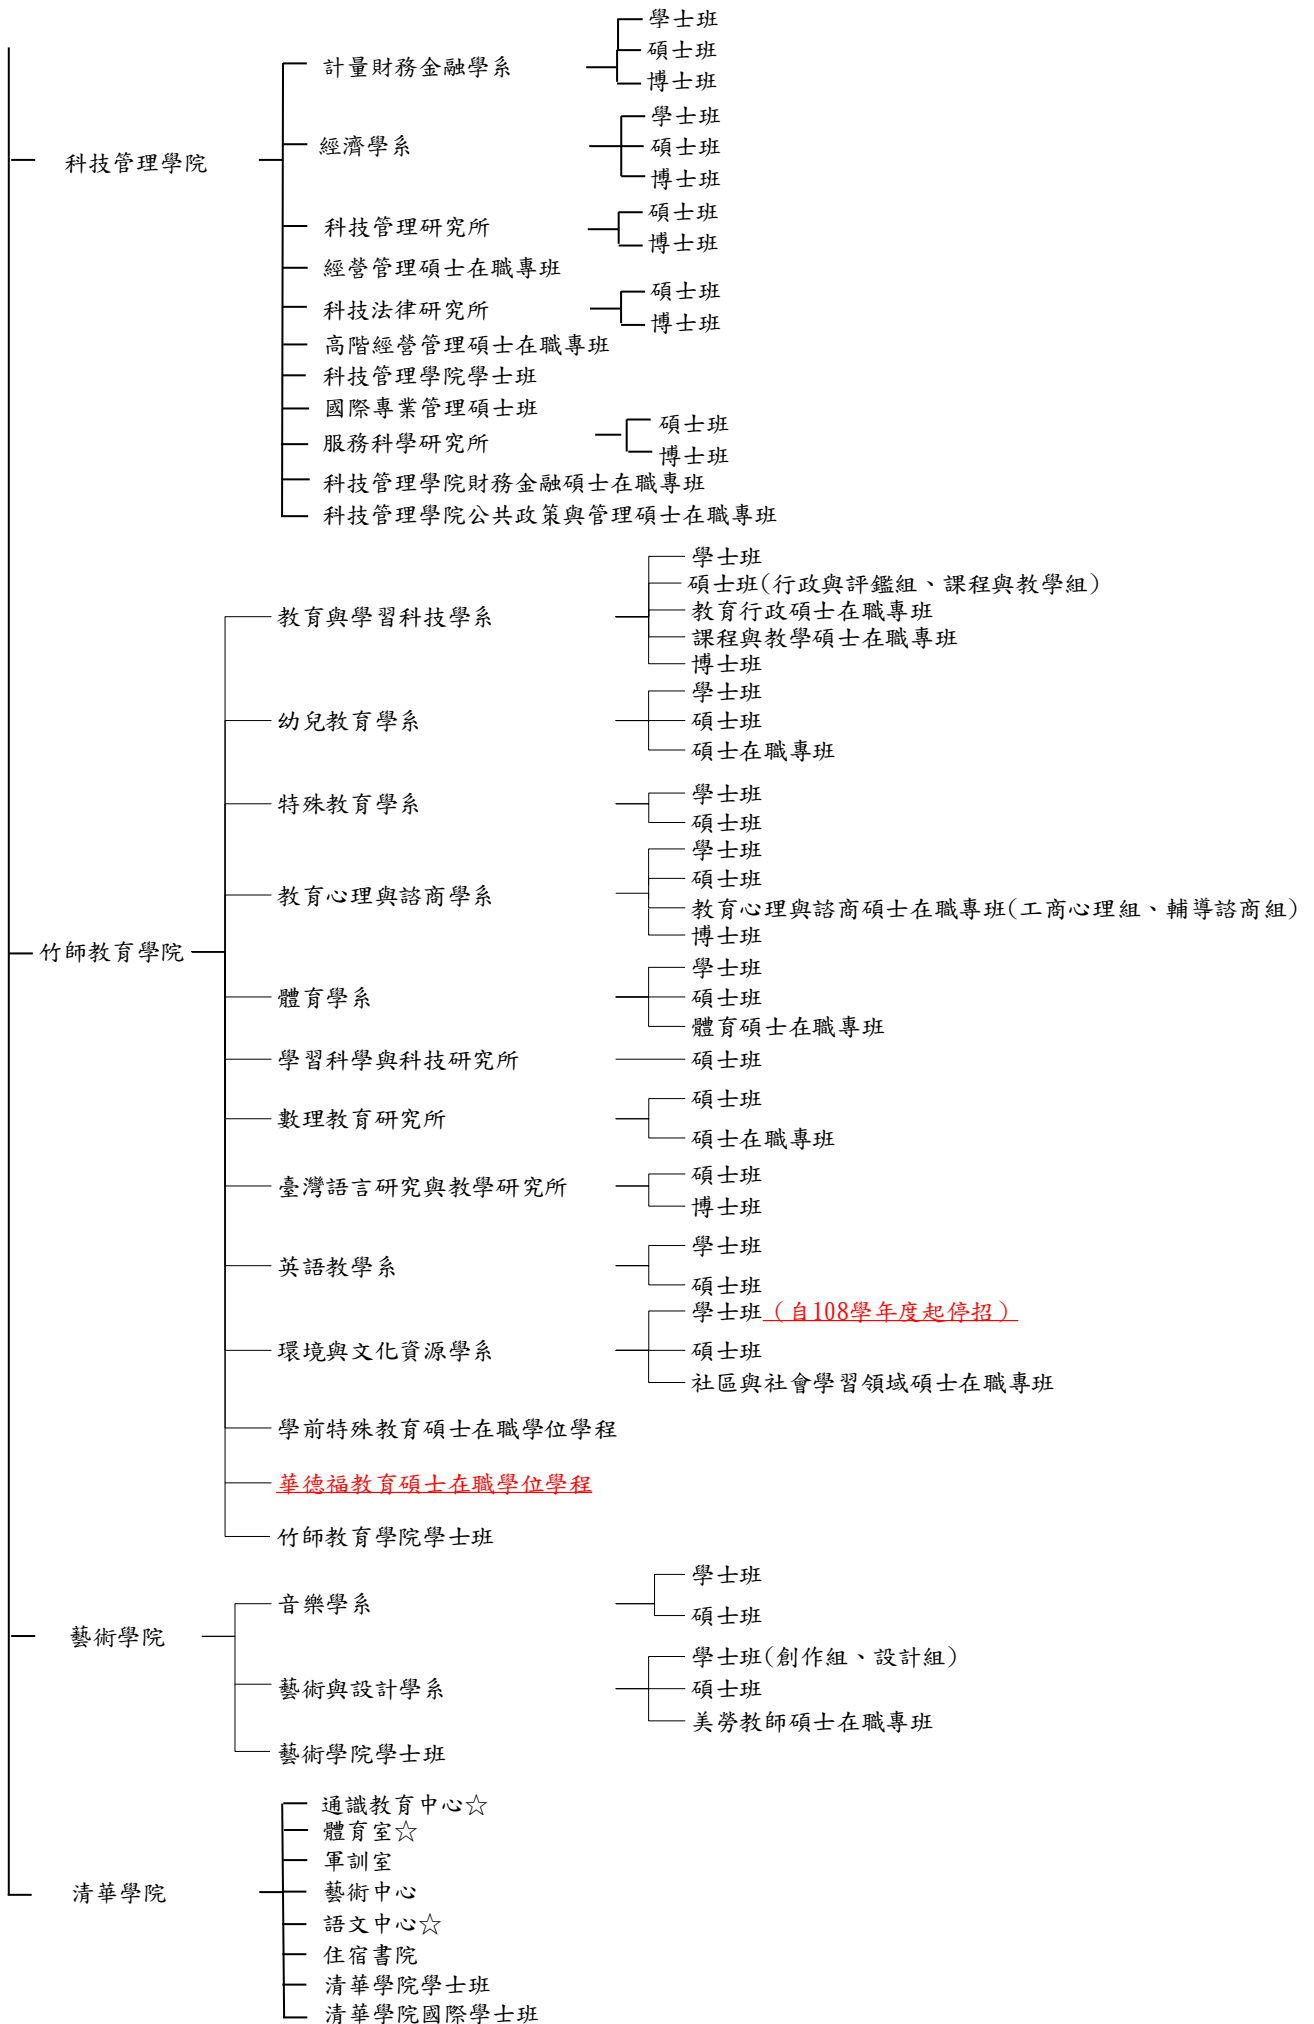 科技管理學院
計量財務金融學系
學士班
碩士班
博士班
經濟學系
學士班
碩士班
博士班
科技管理研究所
碩士班
博士班
經營管理碩士在職專班
科技法律研究所
碩士班
博士班
高階經營管理碩士在職專班
科技管理學院學士班
國際專業管理碩士班
服務科學研究所
碩士班
博士班
科技管理學院財務金融碩士在職專班
科技管理學院公共政策與管理碩士在職專班
竹師教育學院
教育與學習科技學系
學士班
碩士班(行政與評鑑組、課程與教學組)
教育行政碩士在職專班
課程與教學碩士在職專班
博士班
幼兒教育學系
學士班
碩士班
碩士在職專班
特殊教育學系
學士班
碩士班
教育心理與諮商學系
學士班
碩士班
教育心理與諮商碩士在職專班(工商心理組、輔導諮商組)
博士班
體育學系
學士班
碩士班
體育碩士在職專班
學習科學與科技研究所
碩士班
數理教育研究所
碩士班
碩士在職專班
臺灣語言研究與教學研究所
碩士班
博士班
英語教學系
學士班
碩士班
環境與文化資源學系
學士班（自108學年度起停招）
碩士班
社區與社會學習領域碩士在職專班
學前特殊教育碩士在職學位學程
華德福教育碩士在職學位學程
竹師教育學院學士班
藝術學院
音樂學系
學士班
碩士班
藝術與設計學系
學士班(創作組、設計組)
碩士班
美勞教師碩士在職專班
藝術學院學士班
清華學院
通識教育中心☆
體育室☆
軍訓室
藝術中心
語文中心☆
住宿書院
清華學院學士班
清華學院國際學士班